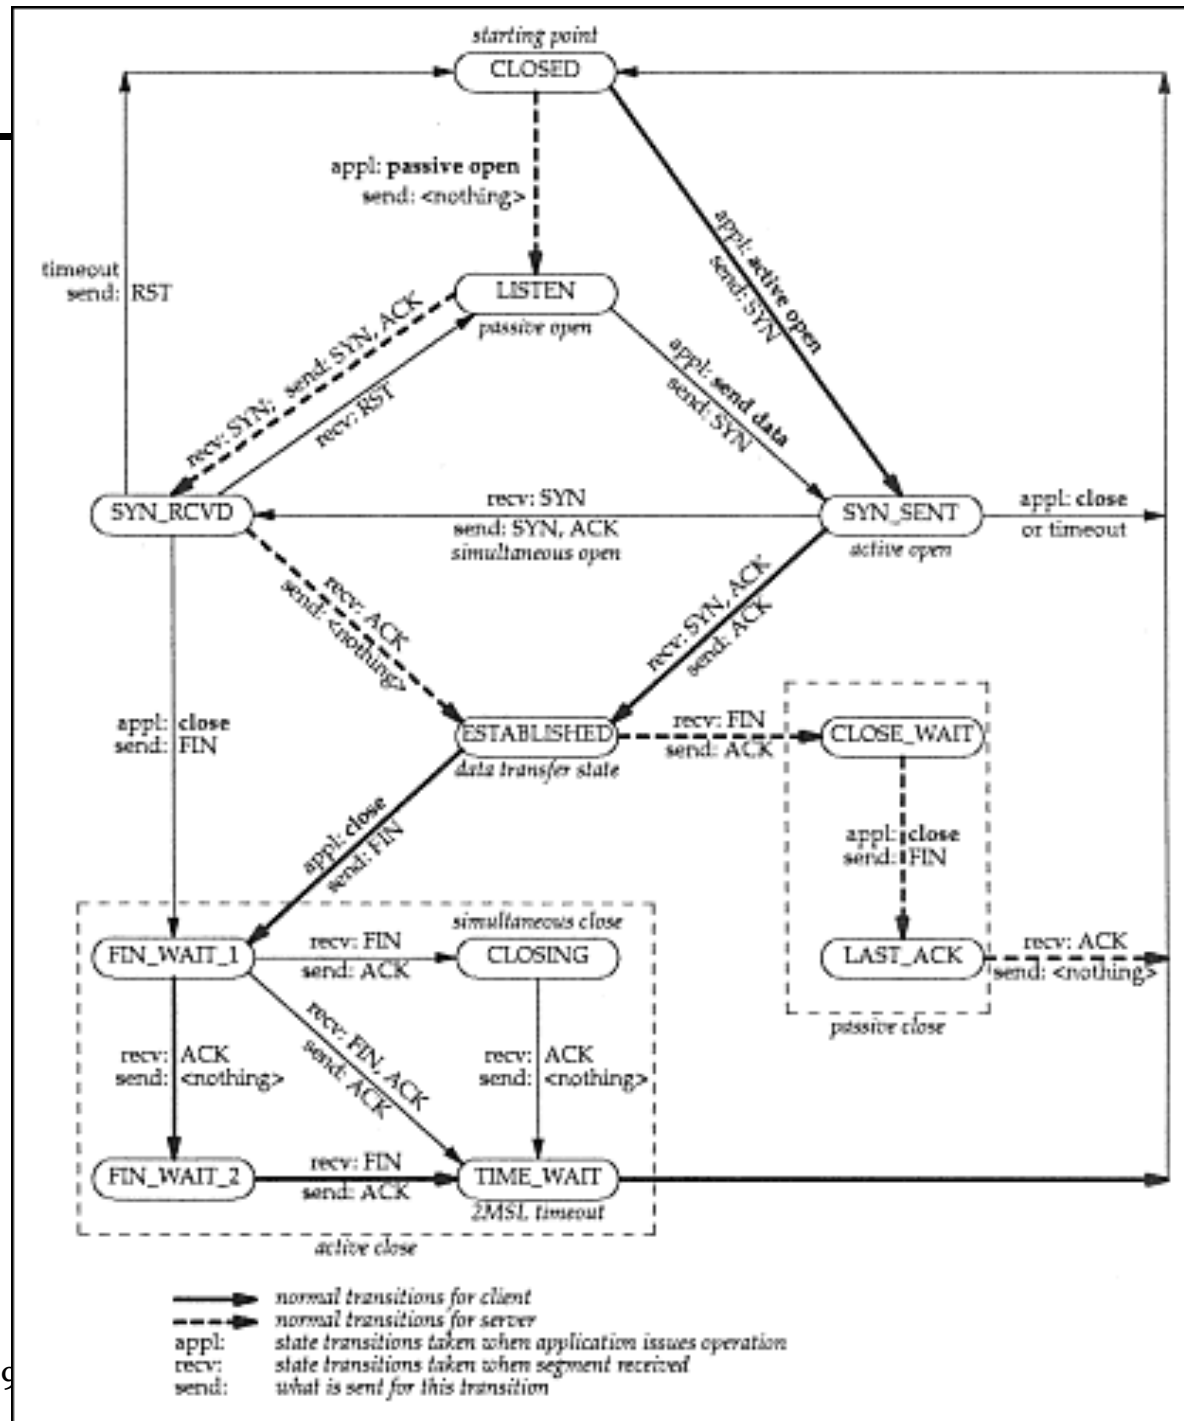 starting point
CLOSED
appl: passive open
send: <nothing>
appl: active open
send: SYN
timeout
send: RST
LISTEN
passive open
recv: SYN; send: SYN, ACK
recv: RST
appl: send data
send: SYN
SYN_RCVD
recv: SYN
send: SYN, ACK
simultaneous open
SYN_SENT
active open
appl: close
or timeout
recv: ACK
send: <nothing>
recv: SYN, ACK
send: ACK
appl: close
send: FIN
ESTABLISHED
data transfer state
recv: FIN
send: ACK
CLOSE_WAIT
appl: close
send: FIN
appl: close
send: FIN
simultaneous close
FIN_WAIT_1
recv: FIN
send: ACK
CLOSING
LAST_ACK
recv: ACK
send: <nothing>
passive close
recv: ACK
send: <nothing>
recv: FIN, ACK
send: ACK
recv: ACK
send: <nothing>
FIN_WAIT_2
recv: FIN
send: ACK
TIME_WAIT
2MSL timeout
active close
normal transitions for client
normal transitions for server
appl: state transitions taken when application issues operation
recv: state transitions taken when segment received
send: what is sent for this transition